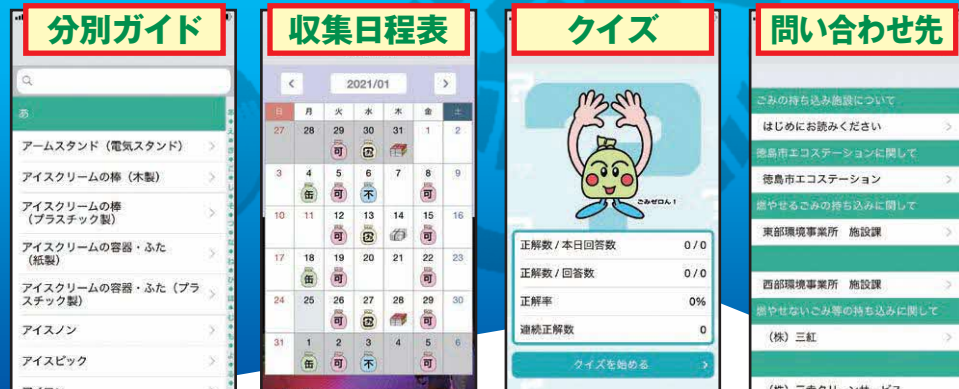 分別ガイド
あ
アームスタンド（電気スタンド）
アイスクリームの棒（木製）
アイスクリームの棒
（プラスチック製）
アイスクリームの容器・ふた
（紙製）
アイスクリームの容器・ふた（プラ
スチック製）
アイスノン
アイスピック
収集日程表
2021/01
日 月 火 水 木 金 土
27 28 29 30 31 1 2
可
3 4 5 6 7 8 9
缶 可 不 可
10 11 12 13 14 15 16
可 可
17 18 19 20 21 22 23
缶 可 可
24 25 26 27 28 29 30
可 可
31 1 2 3 4 5 6
缶 可 不 可
クイズ
ごみゼロん！
正解数 / 本日回答数 0 / 0
正解数 / 回答数 0 / 0
正解率 0%
連続正解数 0
クイズを始める
問い合わせ先
ごみの持ち込み施設について
はじめにお読みください
徳島市エコステーションに関して
徳島市エコステーション
燃やせるごみの持ち込みに関して
東部環境事業所 施設課
西部環境事業所 施設課
燃やせないごみ等の持ち込みに関して
（株）三紅